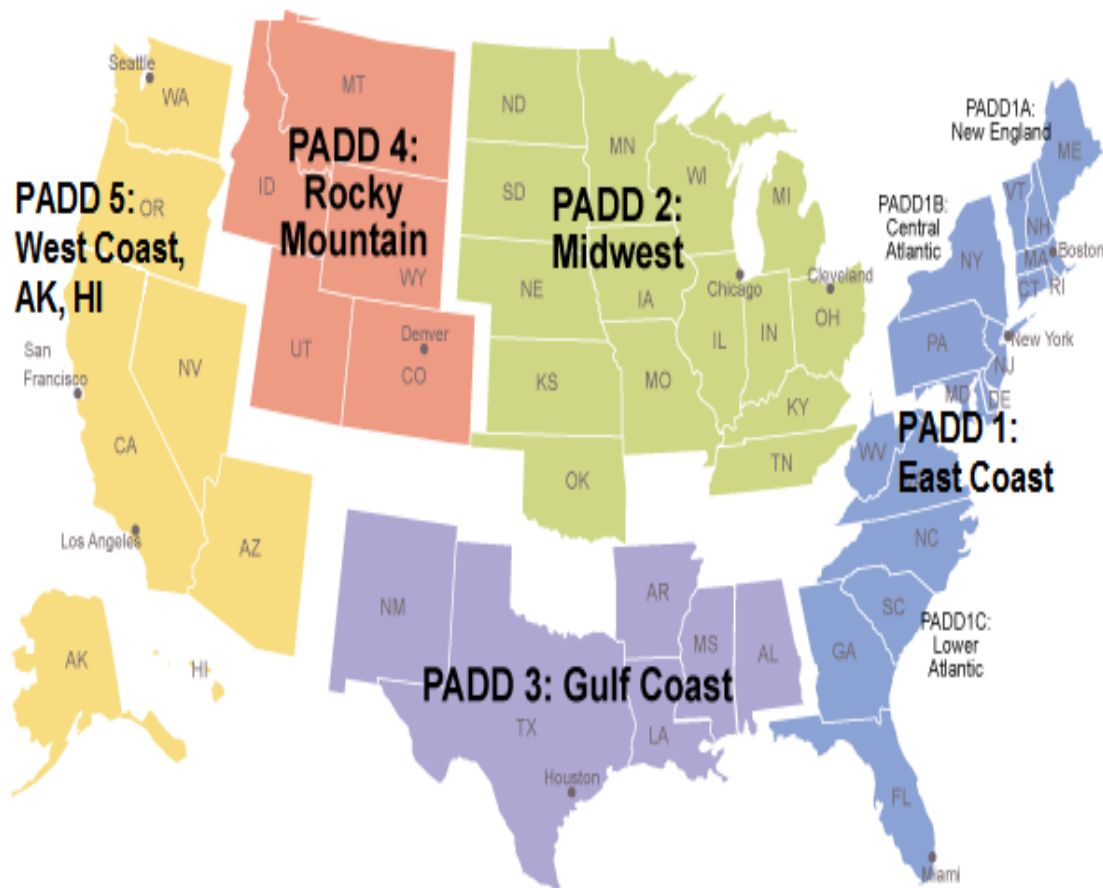 Seattle
WA
MT
ND
MN
PADD1A:
New England
ME
PADD 4:
Rocky
Mountain
ID
SD
WI
MI
VT
NH
PADD 5:
West Coast,
AK, HI
OR
PADD 2:
Midwest
PADD1B:
Central
Atlantic
NY
MA
Boston
CT
RI
WY
NE
IA
Chicago
Cleveland
IL
IN
OH
San
Francisco
NV
UT
Denver
CO
KS
MO
KY
PA
New York
NJ
MD
DE
CA
OK
TN
WV
PADD 1:
East Coast
Los Angeles
AZ
NC
NM
AR
SC
PADD1C:
Lower
Atlantic
AK
HI
MS
AL
GA
PADD 3: Gulf Coast
TX
LA
Houston
FL
Miami